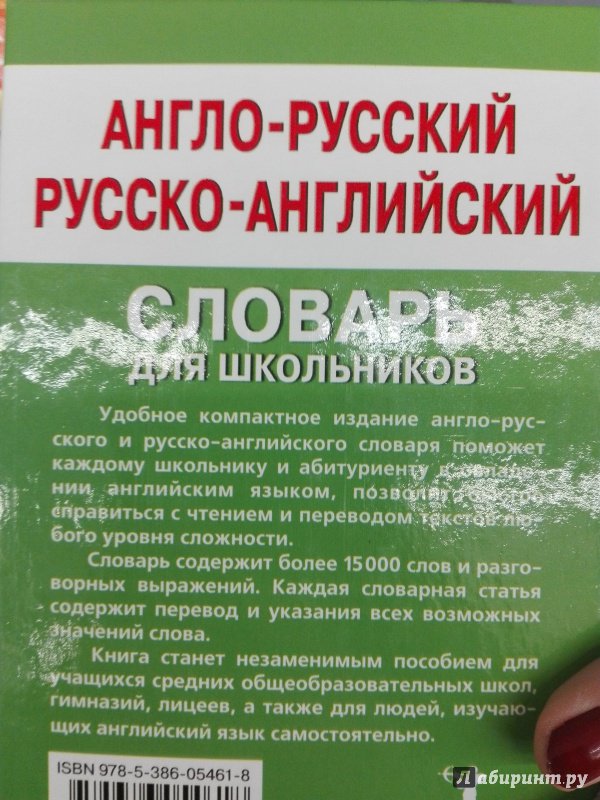 АНГЛО-РУССКИЙ
РУССКО-АНГЛИЙСКИЙ
СЛОВАРЬ
ДЛЯ ШКОЛЬНИКОВ
Удобное компактное издание англо-рус-
ского и русско-английского словаря поможет
каждому школьнику и абитуриенту в
нии английским языком,
справиться с чтением и переводом текстов лю-
бого уровня сложности.
Словарь содержит более 15000 слов и разго-
ворных выражений. Каждая словарная статья
содержит перевод и указания всех возможных
значений слова.
Книга станет незаменимым пособием для
учащихся средних общеобразовательных школ,
гимназий, лицеев, а также для людей, изучаю-
щих английский язык самостоятельно.
ISBN 978-5-386-05461-8
Лабиринт.ру